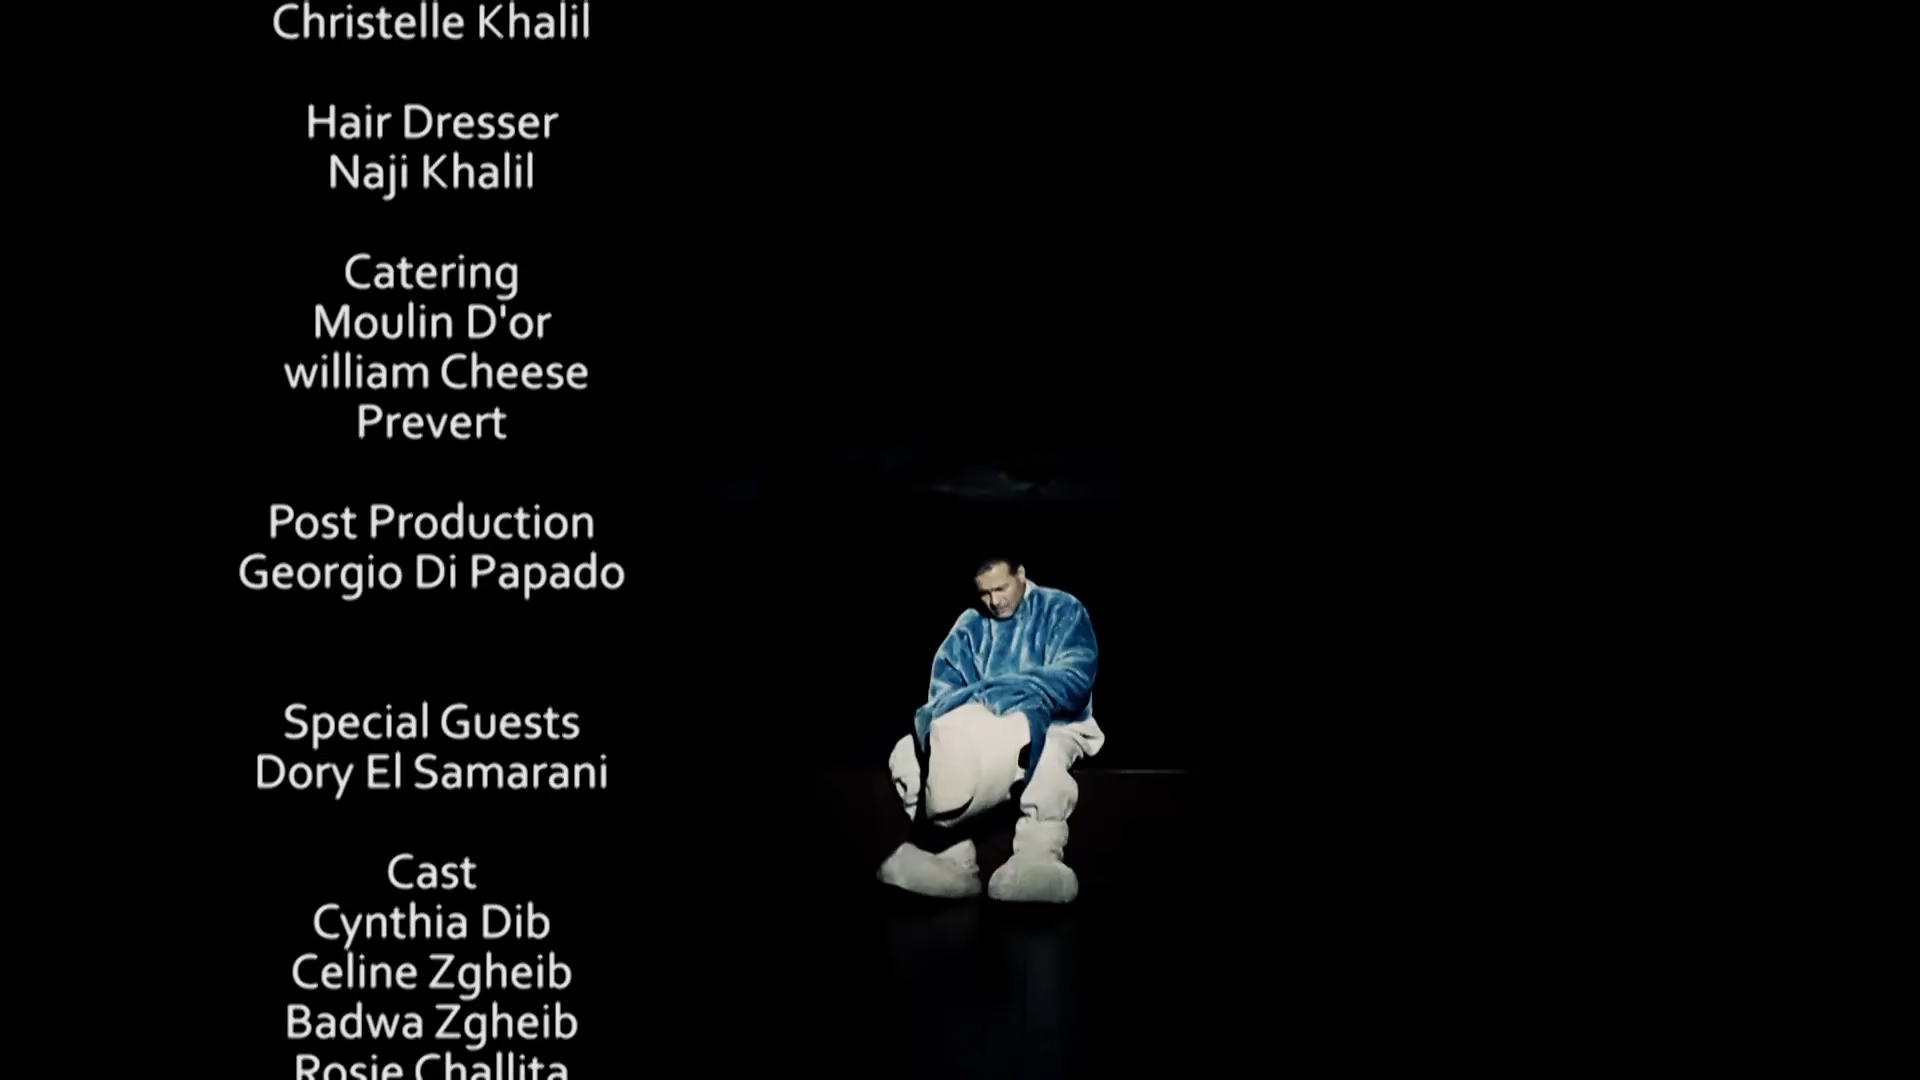 Christelle Khalil
Hair Dresser
Naji Khalil
Catering
Moulin D'or
william Cheese
Prevert
Post Production
Georgio Di Papado
Special Guests
Dory El Samarani
Cast
Cynthia Dib
Celine Zgheib
Badwa Zgheib
Rosie Challita